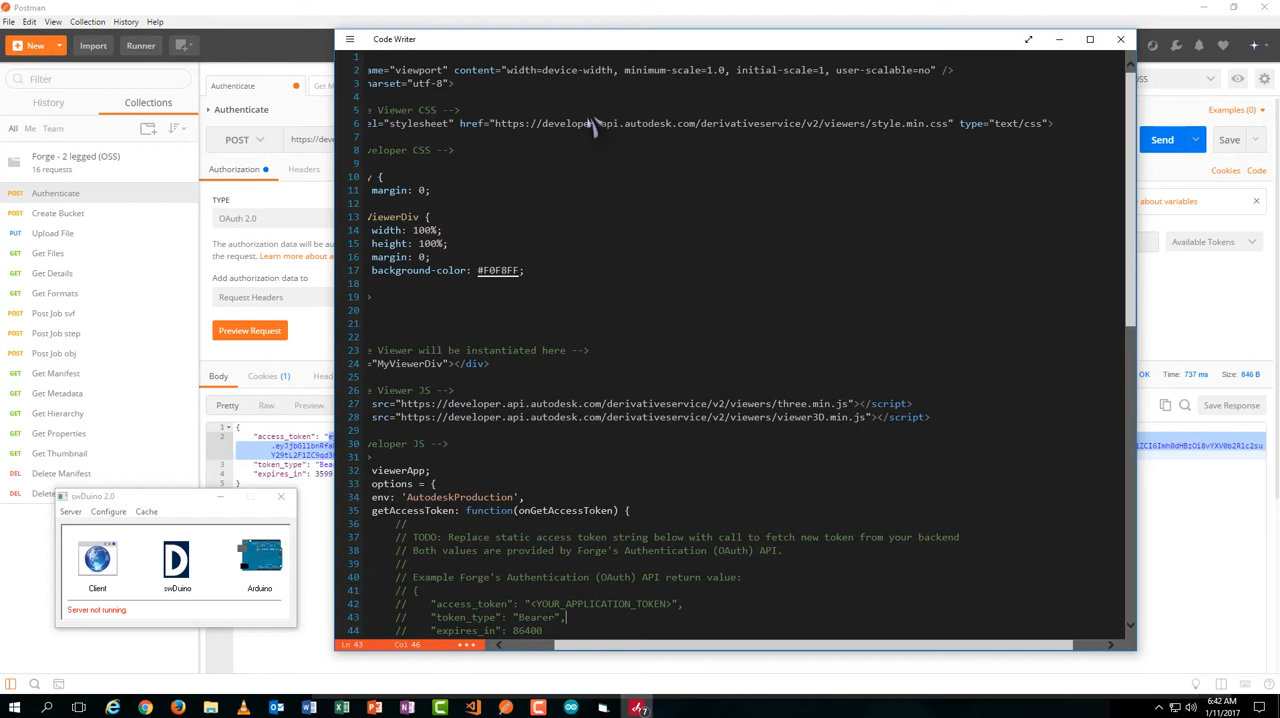 Postman
File Edit View Collection History Help
New Import Runner
Filter
History Collections
All Me Team
Forge - 2 legged (OSS)
16 requests
POST Authenticate
POST Create Bucket
PUT Upload File
GET Get Files
GET Get Details
GET Get Formats
POST Post Job svf
POST Post Job step
POST Post Job obj
GET Get Manifest
GET Get Metadata
GET Get Hierarchy
GET Get Properties
GET Get Thumbnail
DEL Delete Manifest
DEL
Authenticate
Get M
Authenticate
POST https://dev
Authorization Headers
TYPE
OAuth 2.0
The authorization data will be au
the request. Learn more about a
Add authorization data to
Request Headers
Preview Request
Body Cookies (1) Head
Pretty Raw Preview
1 {
2 "access_token":
3 "token_type": "Bear
4 "expires_in": 3599
5 }
swDuino 2.0
Server Configure Cache
Client swDuino Arduino
Server not running.
Code Writer
1
2 ame="viewport" content="width=device-width, minimum-scale=1.0, initial-scale=1, user-scalable=no" />
3 harset="utf-8">
4
5 e Viewer CSS -->
6 el="stylesheet" href="https://developer.api.autodesk.com/derivativeservice/v2/viewers/style.min.css" type="text/css">
7
8 veloper CSS -->
9
10 y {
11 margin: 0;
12
13 ViewerDiv {
14 width: 100%;
15 height: 100%;
16 margin: 0;
17 background-color: #F0F8FF;
18
19 >
20
21
22
23 e Viewer will be instantiated here -->
24 ="MyViewerDiv"></div>
25
26 e Viewer JS -->
27 src="https://developer.api.autodesk.com/derivativeservice/v2/viewers/three.min.js"></script>
28 src="https://developer.api.autodesk.com/derivativeservice/v2/viewers/viewer3D.min.js"></script>
29
30 veloper JS -->
31 >
32 viewerApp;
33 options = {
34 env: 'AutodeskProduction',
35 getAccessToken: function(onGetAccessToken) {
36 //
37 // TODO: Replace static access token string below with call to fetch new token from your backend
38 // Both values are provided by Forge's Authentication (OAuth) API.
39 //
40 // Example Forge's Authentication (OAuth) API return value:
41 // {
42 // "access_token": "<YOUR_APPLICATION_TOKEN>",
43 // "token_type": "Bearer",
44 // "expires_in": 86400
Ln 43 Col 46
OSS)
Examples (0)
Send Save
Cookies Code
e about variables
Available Tokens
OK Time: 737 ms Size: 846 B
Save Response
7
6:42 AM
1/11/2017